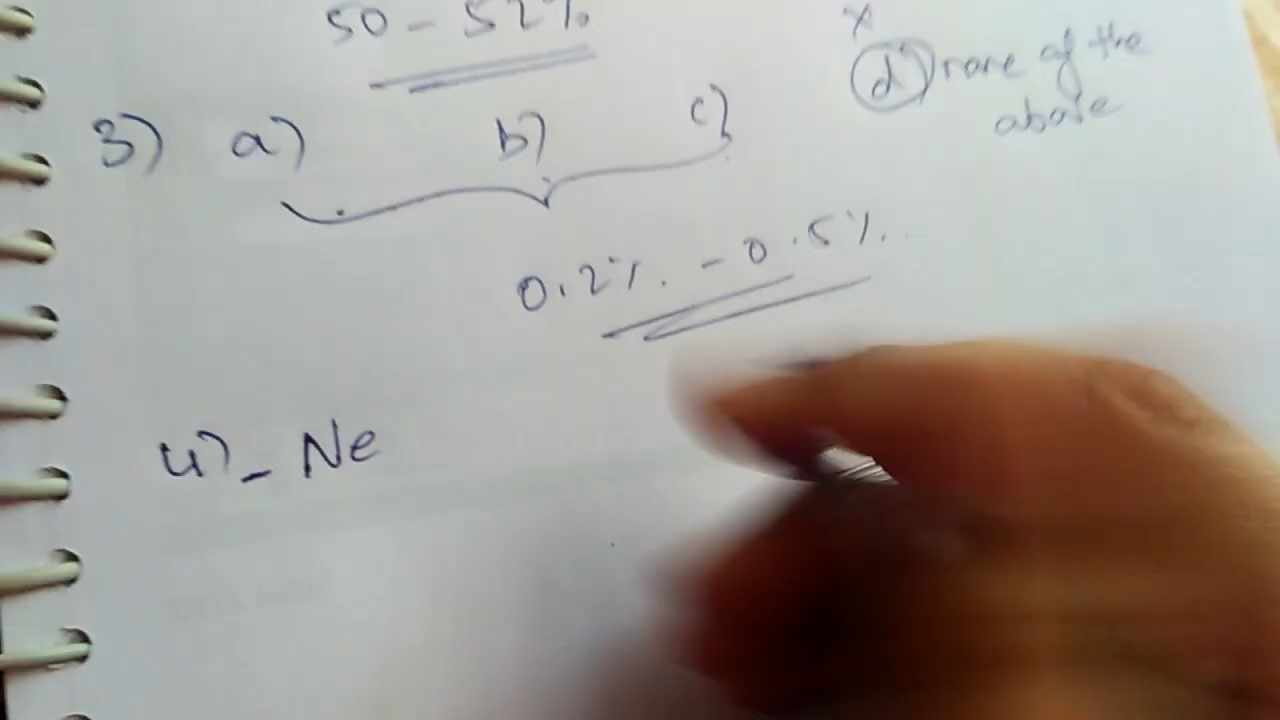 50 - 52%
3) a) b) c)
x
d) none of the
above
0.2% - 0.5%
4) - Ne